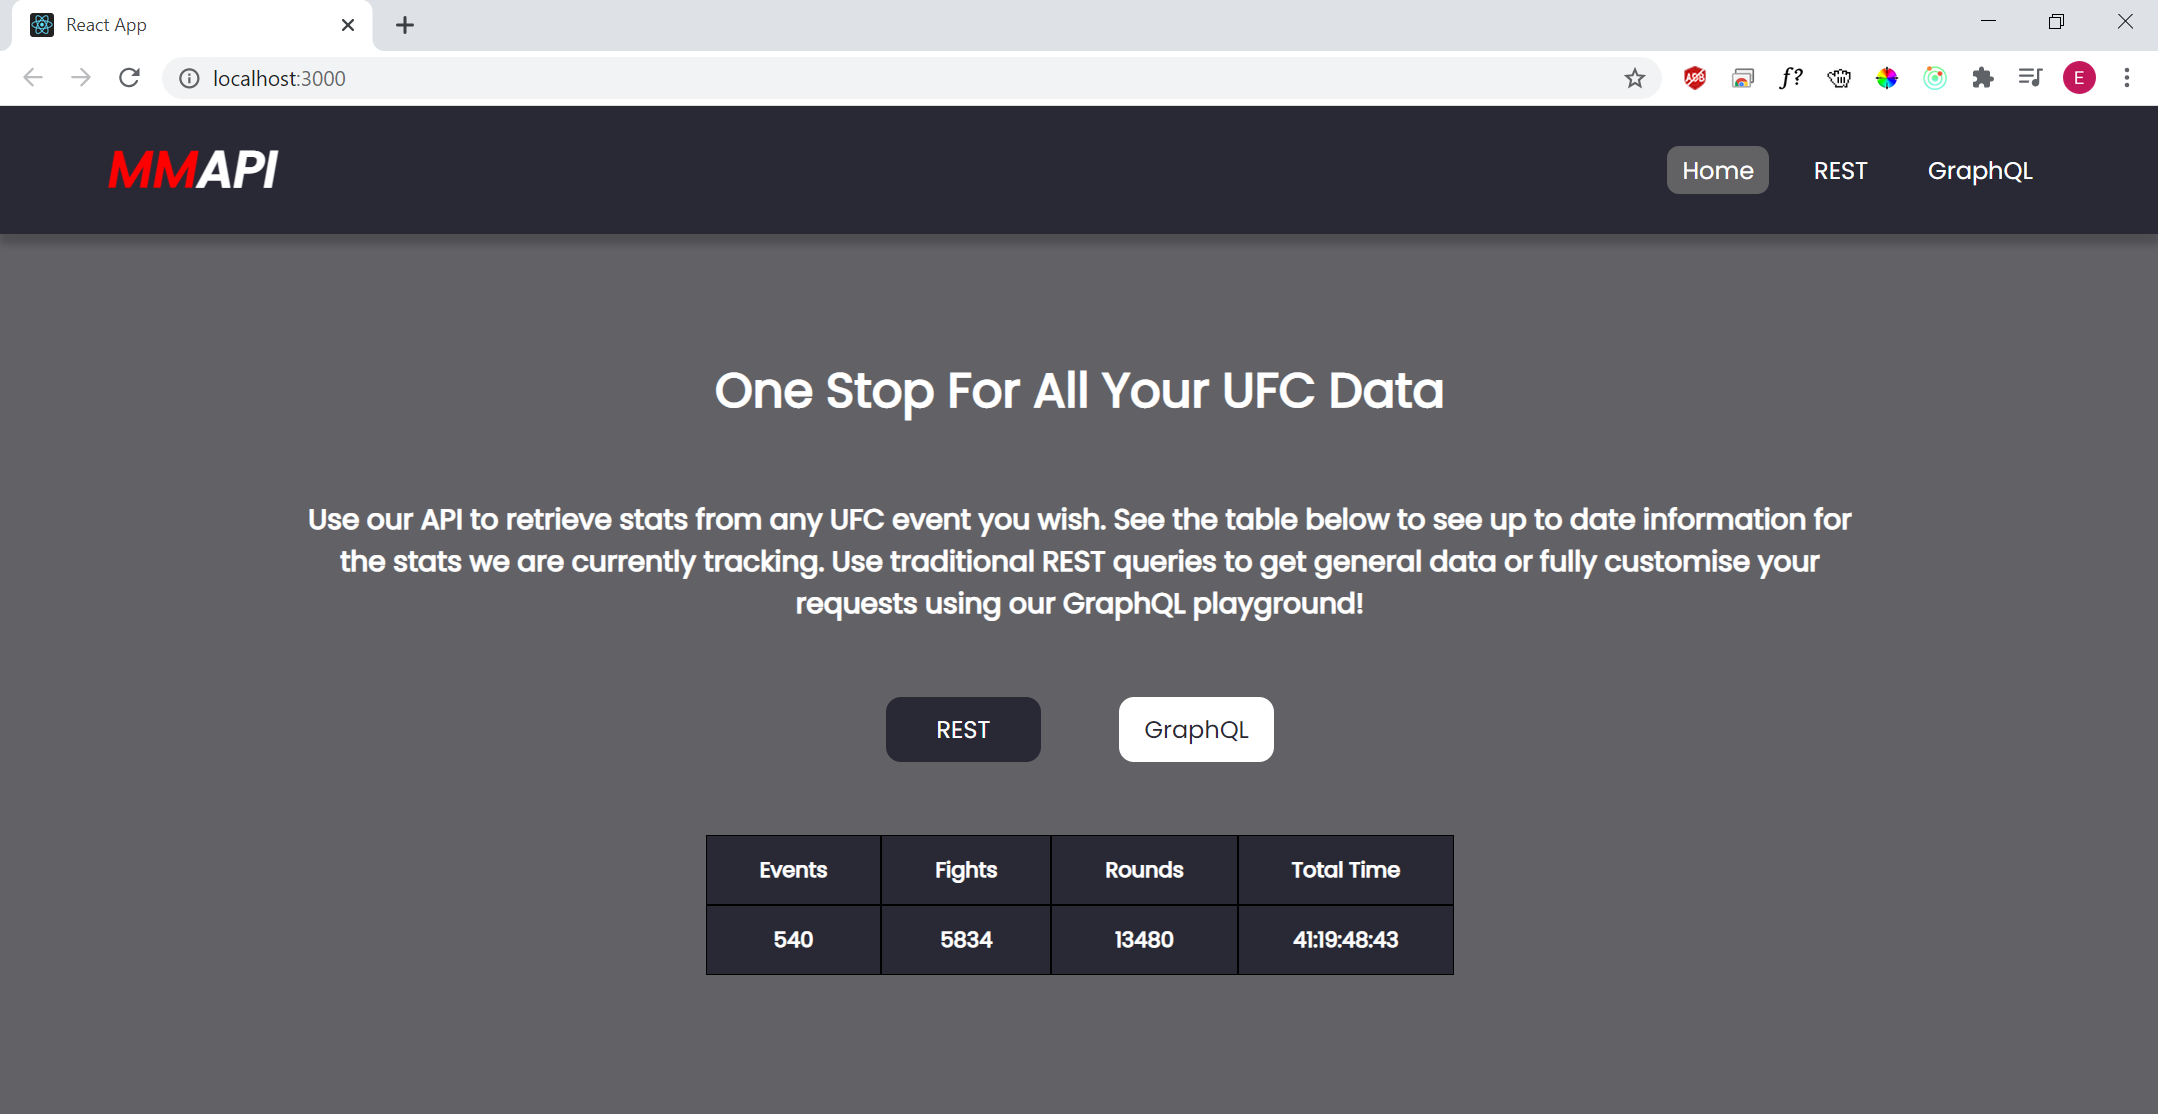 React App
localhost:3000
ABP
f?
E
MMAPI
Home REST GraphQL
One Stop For All Your UFC Data
Use our API to retrieve stats from any UFC event you wish. See the table below to see up to date information for
the stats we are currently tracking. Use traditional REST queries to get general data or fully customise your
requests using our GraphQL playground!
REST GraphQL
Events Fights Rounds Total Time
540 5834 13480 41:19:48:43